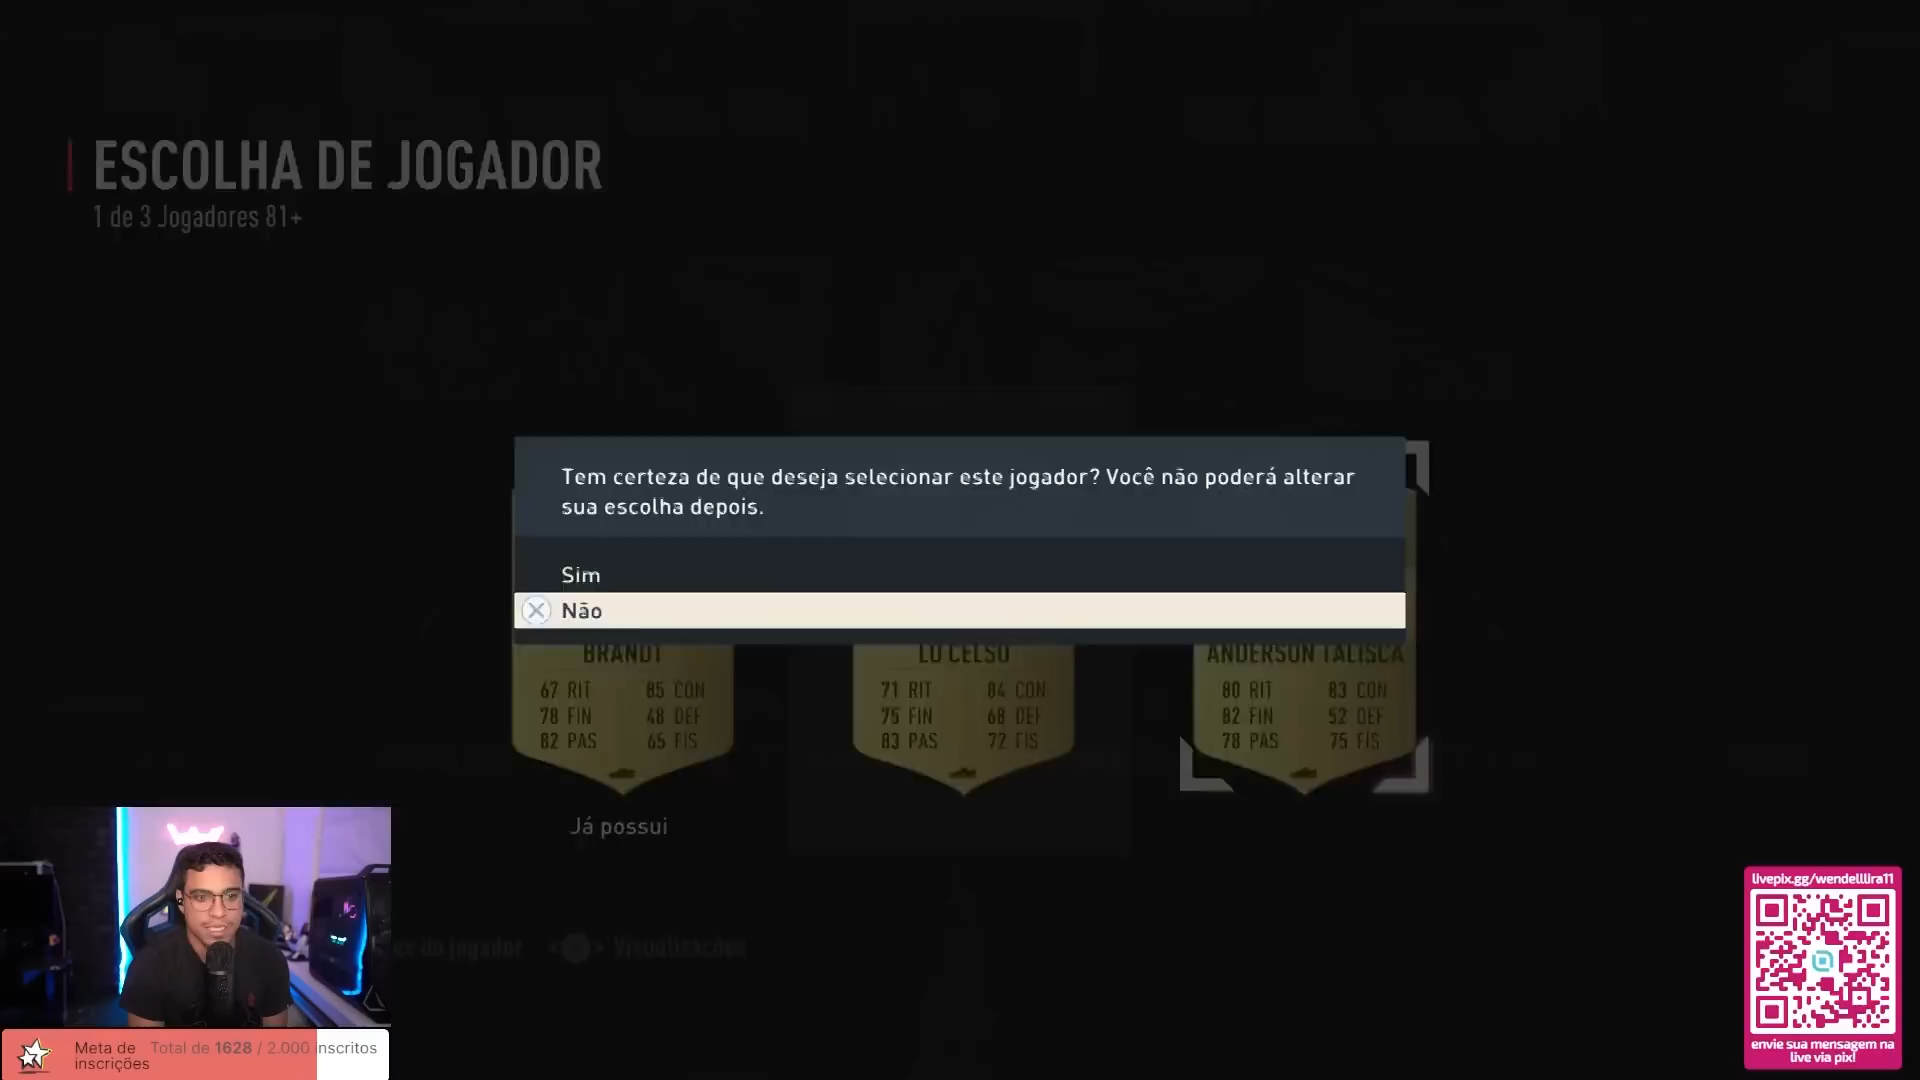 ESCOLHA DE JOGADOR
1 de 3 Jogadores 81+
Tem certeza de que deseja selecionar este jogador? Você não poderá alterar
sua escolha depois.
Sim
Não
BRANDT
LO CELSO
ANDERSON TALISCA
67 RIT 85 CON
78 FIN 48 DEF
82 PAS 65 FIS
71 RIT 84 CON
75 FIN 68 DEF
83 PAS 72 FIS
80 RIT 83 CON
82 FIN 52 DEF
78 PAS 75 FIS
Já possui
do jogador
Visualizações
Meta de
inscrições
Total de 1628 / 2.000 inscritos
livepix.gg/wendelllira11
envie sua mensagem na
live via pix!